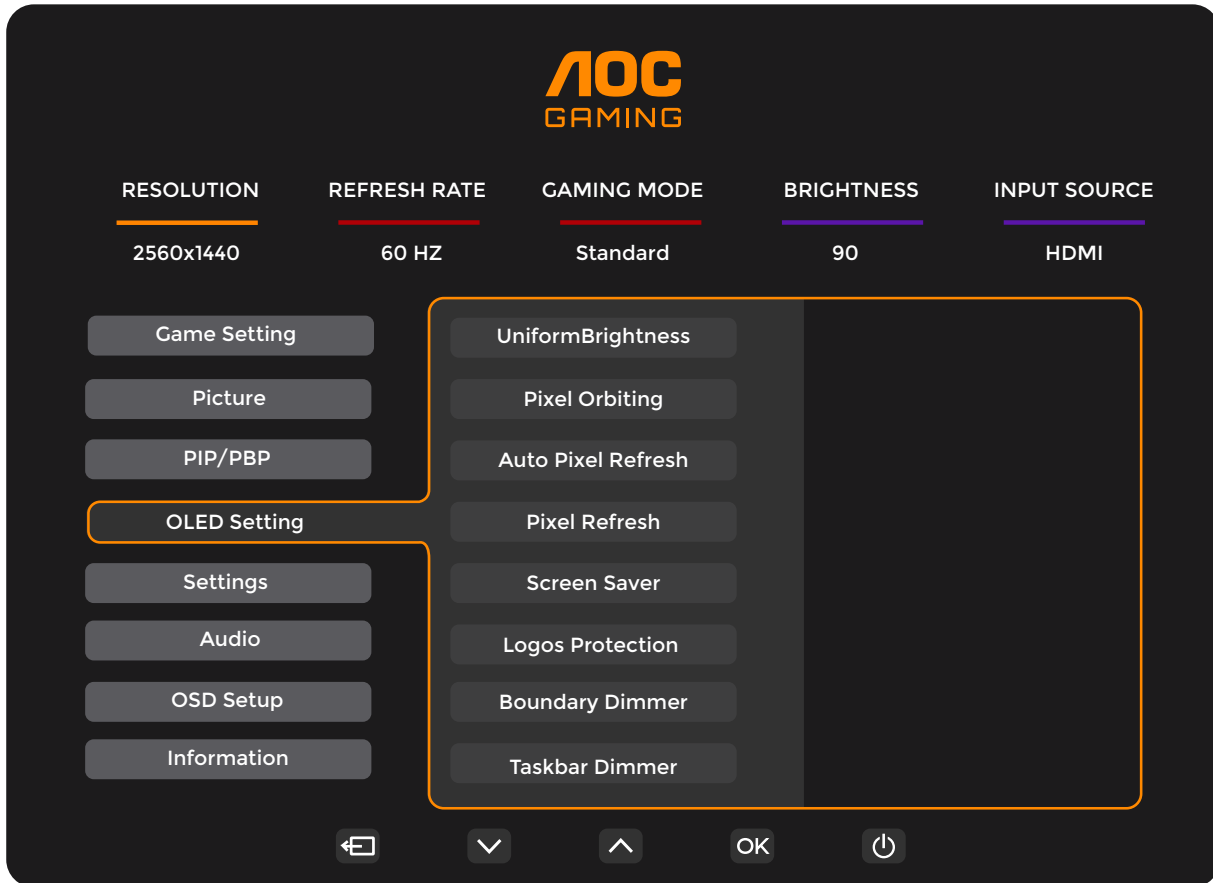 AOC
GAMING
RESOLUTION REFRESH RATE GAMING MODE BRIGHTNESS INPUT SOURCE
2560x1440 60 HZ Standard 90 HDMI
Game Setting
Picture
PIP/PBP
OLED Setting
Settings
Audio
OSD Setup
Information
UniformBrightness
Pixel Orbiting
Auto Pixel Refresh
Pixel Refresh
Screen Saver
Logos Protection
Boundary Dimmer
Taskbar Dimmer
OK